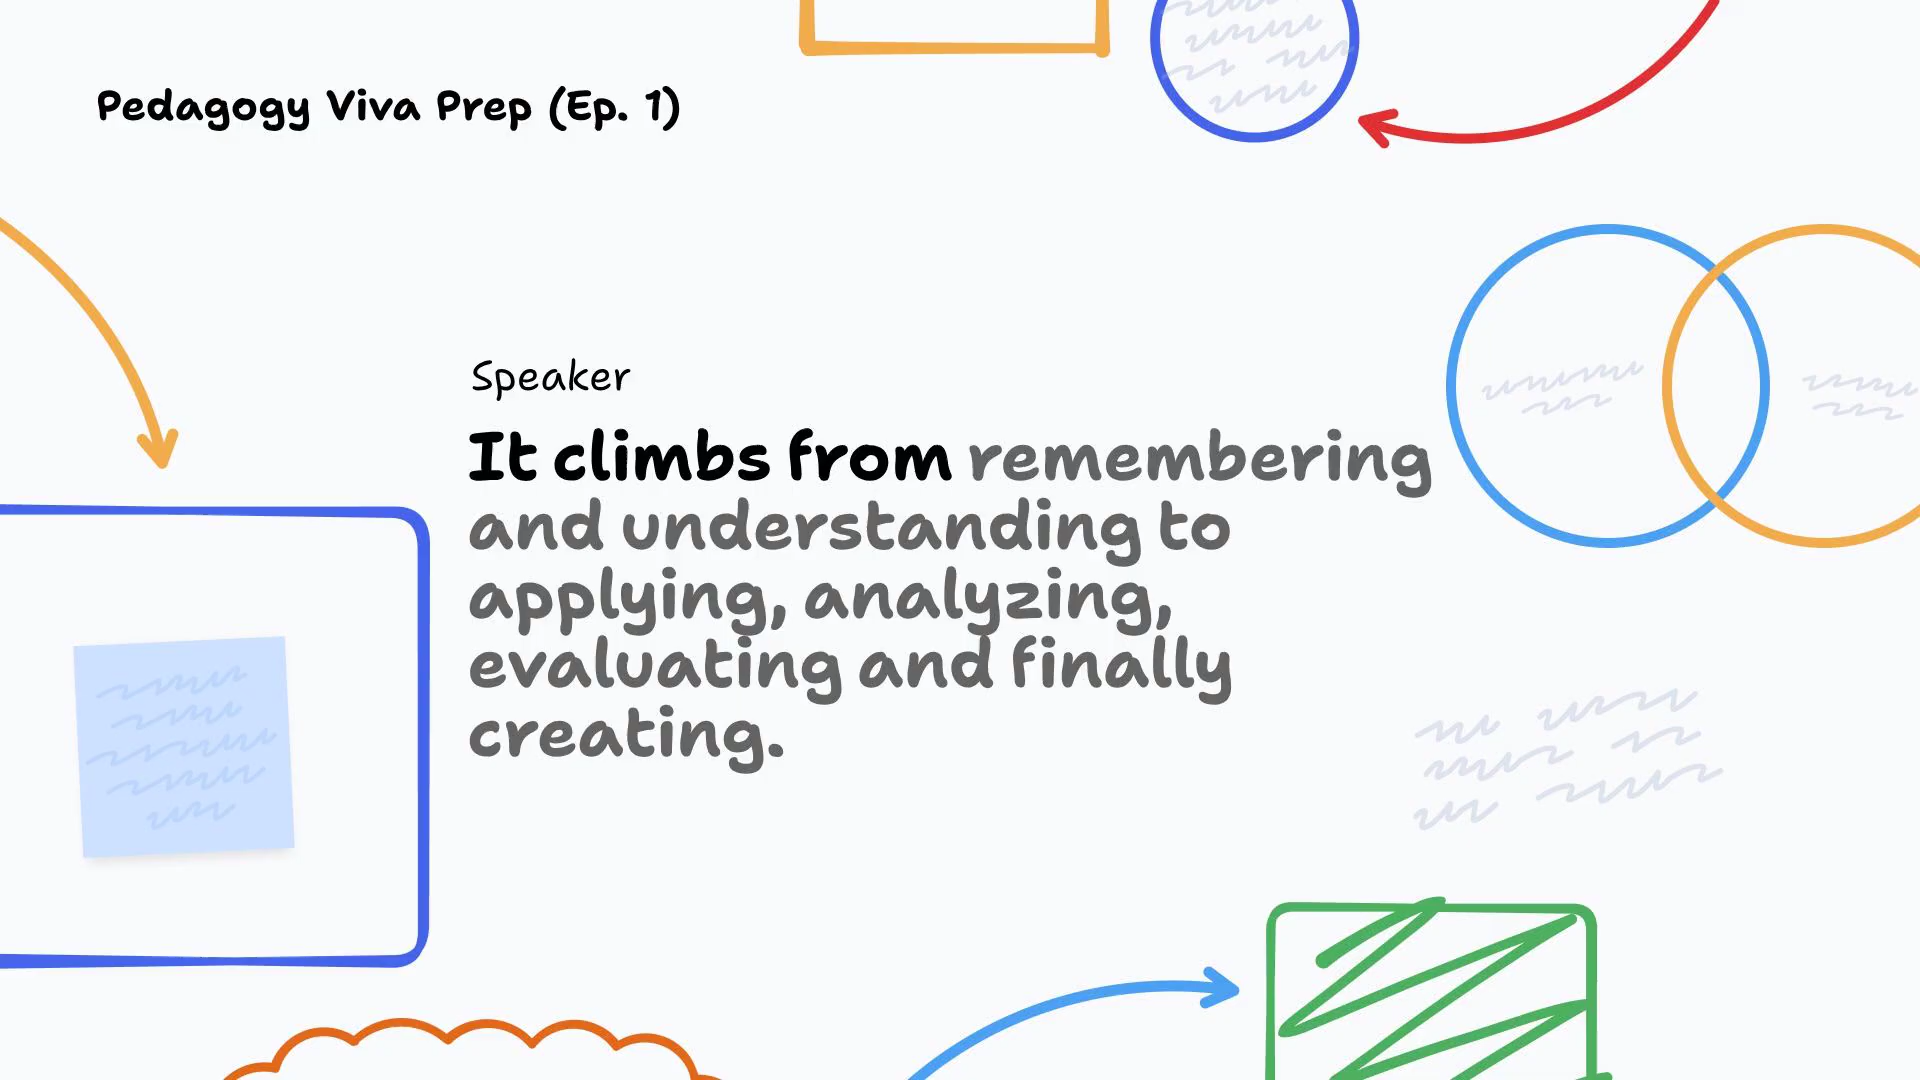 Pedagogy Viva Prep (Ep. 1)
Speaker
It climbs from remembering
and understanding to
applying, analyzing,
evaluating and finally
creating.